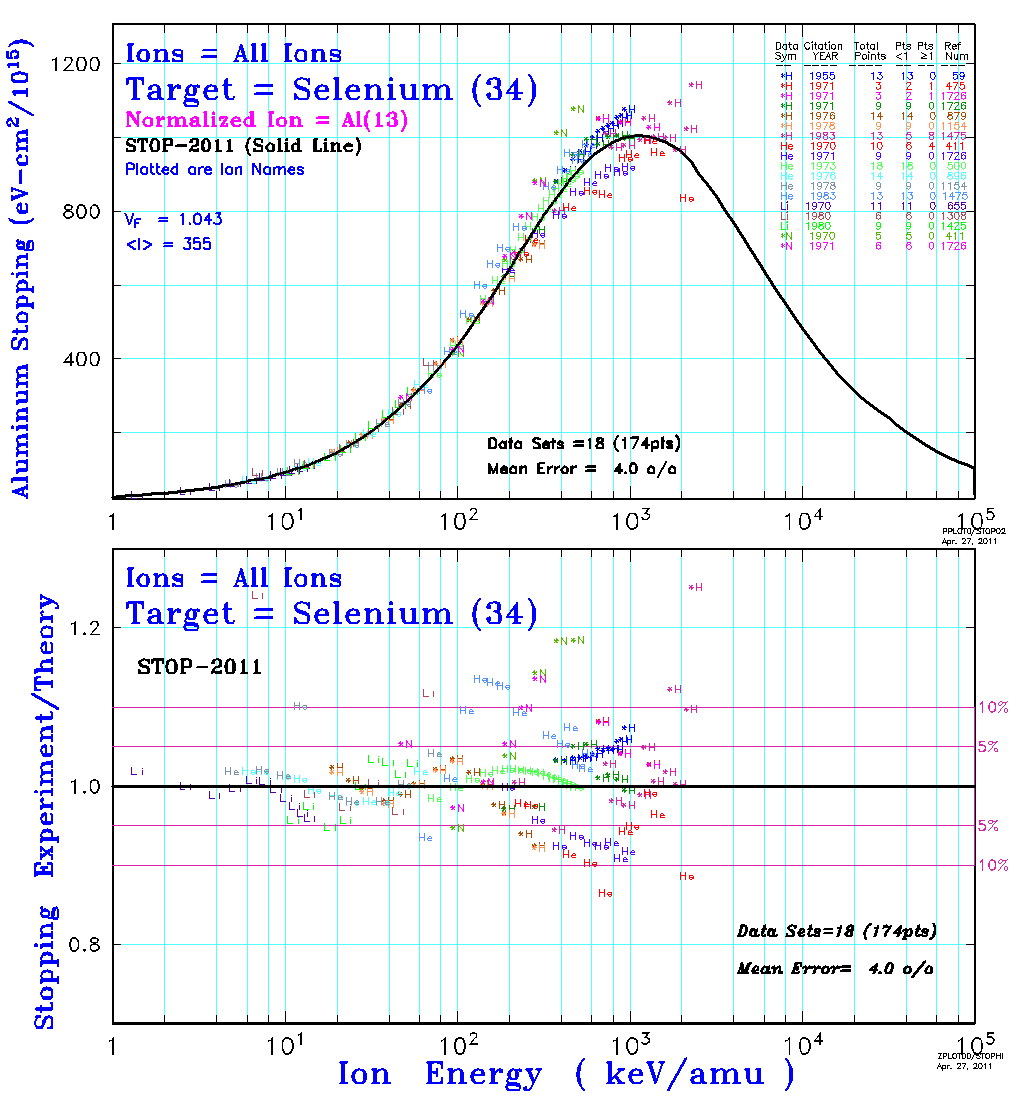 Ions = All Ions
Target = Selenium (34)
Normalized Ion = Al(13)
STOP-2011 (Solid Line)
Plotted are Ion Names
VF = 1.043
<I> = 355
Data Citation Total Pts Pts Ref
Sym YEAR Points <1 ≥1 Num
*H 1955 13 13 0 59
*H 1971 3 2 1 475
*H 1971 3 2 1 1726
*H 1971 9 9 0 1726
*H 1976 14 14 0 879
*H 1978 9 9 0 1154
*H 1983 13 5 8 1475
He 1970 10 6 4 411
He 1971 9 9 0 1726
He 1973 18 18 0 500
He 1976 14 14 0 896
He 1978 9 9 0 1154
He 1983 13 13 0 1475
Li 1970 11 11 0 655
Li 1980 6 6 0 1308
Li 1980 9 9 0 1425
*N 1970 5 5 0 411
*N 1971 6 6 0 1726
Aluminum Stopping (eV-cm2/1015)
1200
800
400
Data Sets =18 (174pts)
Mean Error = 4.0 o/o
1 101 102 103 104 105
PPLOT0/STOP02
Apr. 27, 2011
Ions = All Ions
Target = Selenium (34)
STOP-2011
Stopping Experiment/Theory
1.2
1.0
0.8
10%
5%
5%
10%
Data Sets=18 (174pts)
Mean Error= 4.0 o/o
1 101 102 103 104 105
Ion Energy ( keV/amu )
ZPLOT00/STOPHI
Apr. 27, 2011